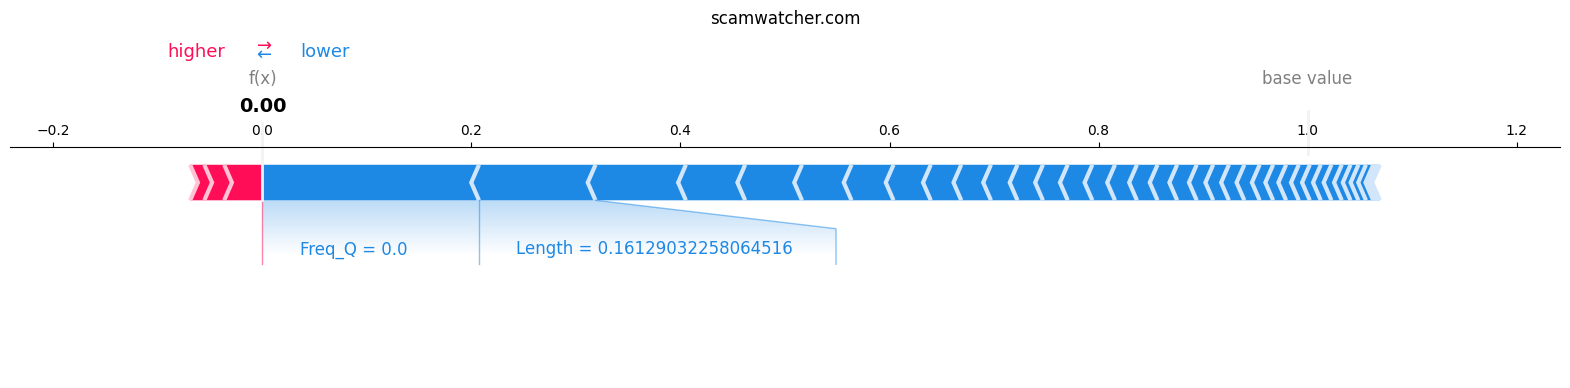 scamwatcher.com
higher ⇄ lower
f(x) base value
0.00
−0.2 0.0 0.2 0.4 0.6 0.8 1.0 1.2
Freq_Q = 0.0 Length = 0.16129032258064516